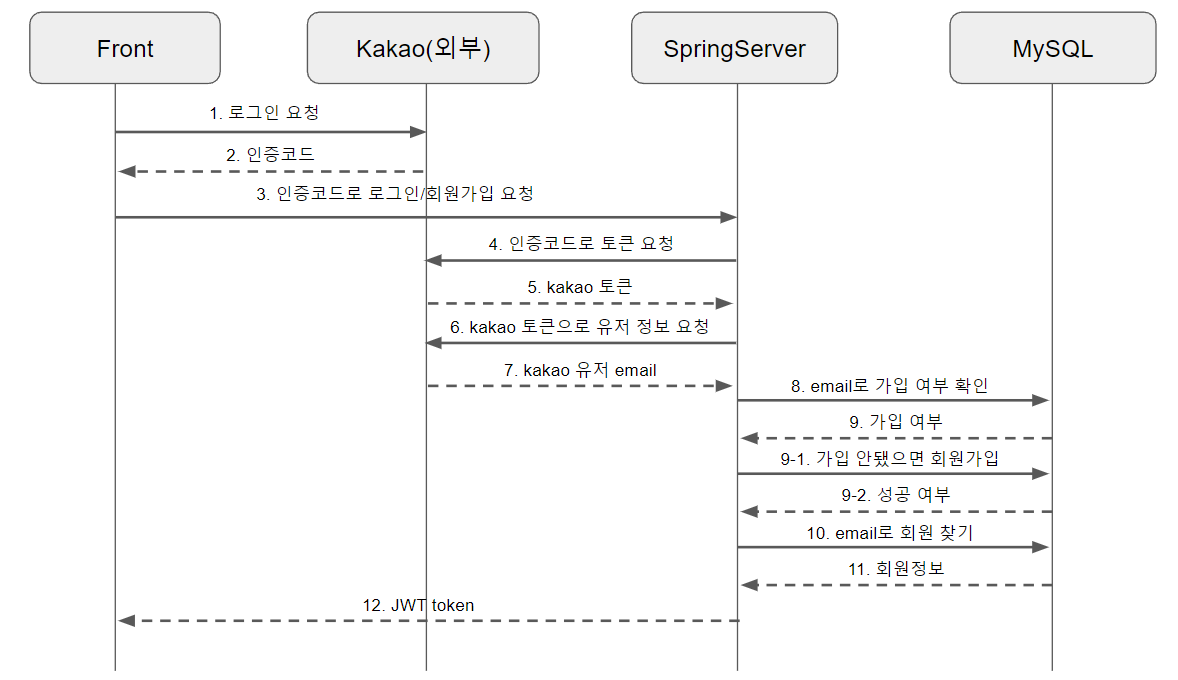 Front
Kakao(외부)
SpringServer
MySQL
1. 로그인 요청
2. 인증코드
3. 인증코드로 로그인/회원가입 요청
4. 인증코드로 토큰 요청
5. kakao 토큰
6. kakao 토큰으로 유저 정보 요청
7. kakao 유저 email
8. email로 가입 여부 확인
9. 가입 여부
9-1. 가입 안됐으면 회원가입
9-2. 성공 여부
10. email로 회원 찾기
11. 회원정보
12. JWT token